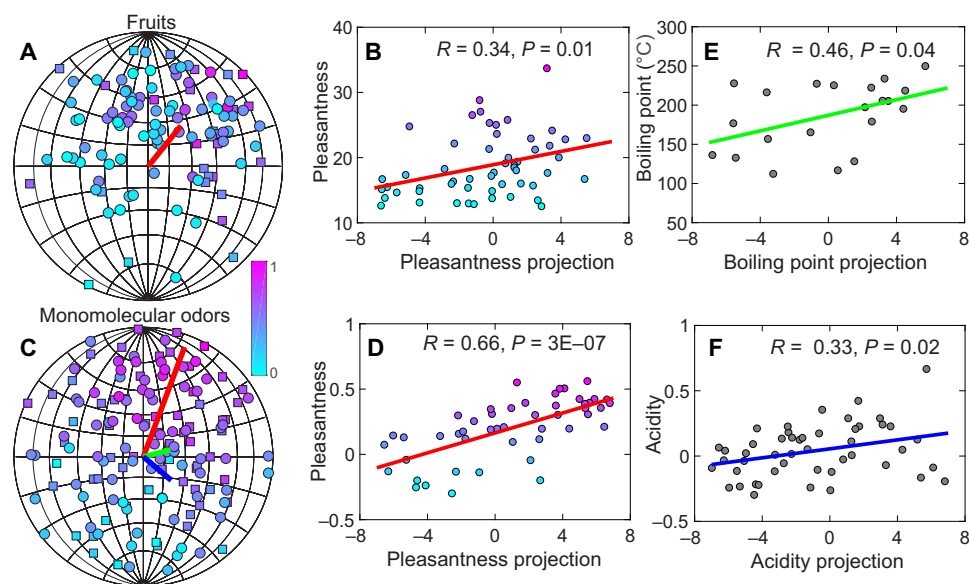 Fruits
A
1
0
Monomolecular odors
C
B
R = 0.34, P = 0.01
Pleasantness
40
30
20
10
−8
−4
0
4
8
Pleasantness projection
E
R = 0.46, P = 0.04
Boiling point (°C)
300
250
200
150
100
50
−8
−4
0
4
8
Boiling point projection
D
R = 0.66, P = 3E−07
Pleasantness
1
0.5
0
−0.5
−8
−4
0
4
8
Pleasantness projection
F
R = 0.33, P = 0.02
Acidity
1
0.5
0
−0.5
−8
−4
0
4
8
Acidity projection